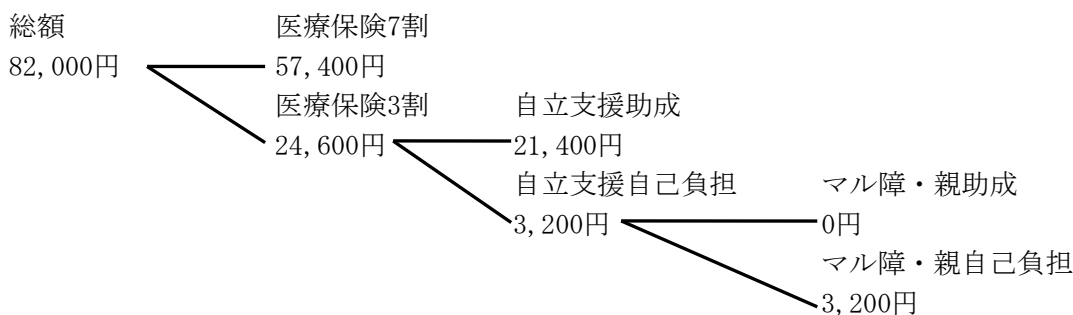 総額 医療保険7割
82,000円 57,400円
医療保険3割 自立支援助成
24,600円 21,400円
自立支援自己負担 マル障・親助成
3,200円 0円
マル障・親自己負担
3,200円